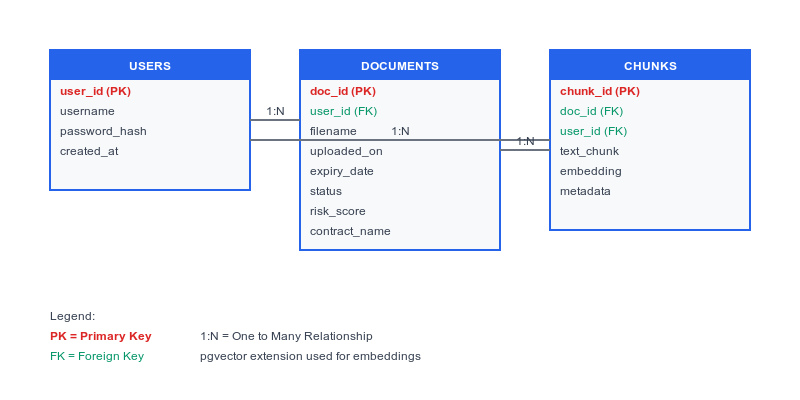 USERS
user_id (PK)
username
password_hash
created_at
1:N
DOCUMENTS
doc_id (PK)
user_id (FK)
filename
1:N
uploaded_on
expiry_date
status
risk_score
contract_name
1:N
CHUNKS
chunk_id (PK)
doc_id (FK)
user_id (FK)
text_chunk
embedding
metadata
Legend:
PK = Primary Key
1:N = One to Many Relationship
FK = Foreign Key
pgvector extension used for embeddings